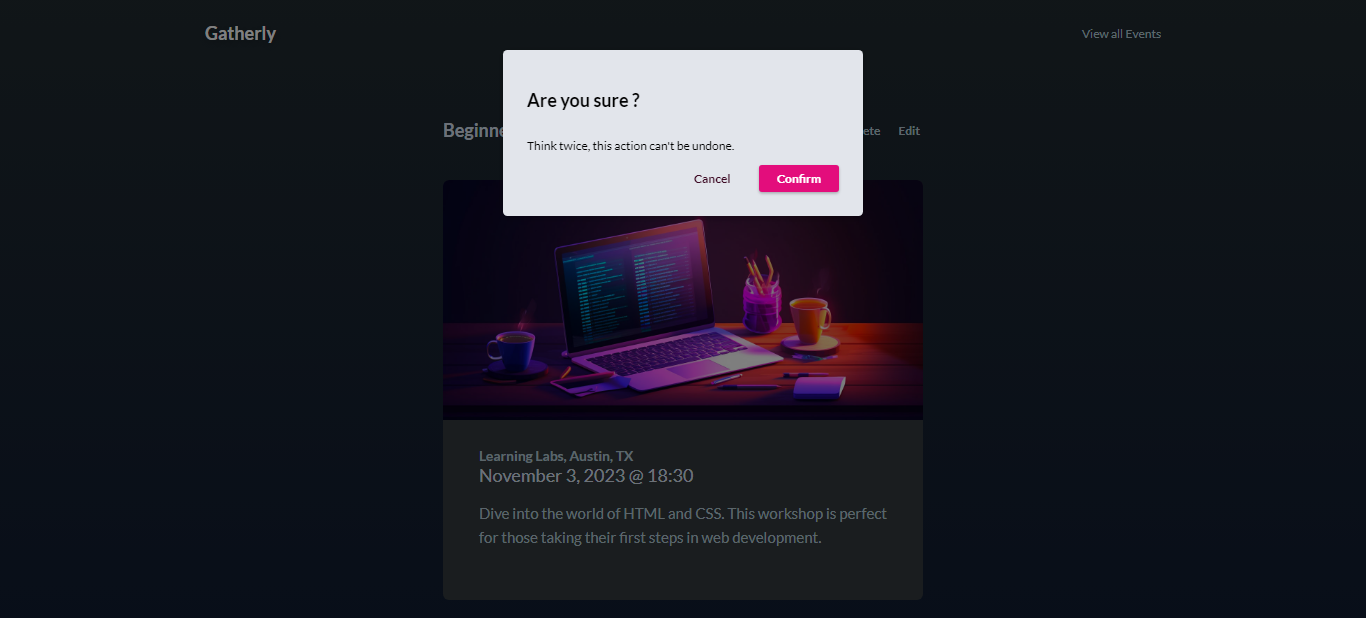 Gatherly
View all Events
Are you sure ?
Beginne
ete
Edit
Think twice, this action can't be undone.
Cancel
Confirm
Learning Labs, Austin, TX
November 3, 2023 @ 18:30
Dive into the world of HTML and CSS. This workshop is perfect
for those taking their first steps in web development.